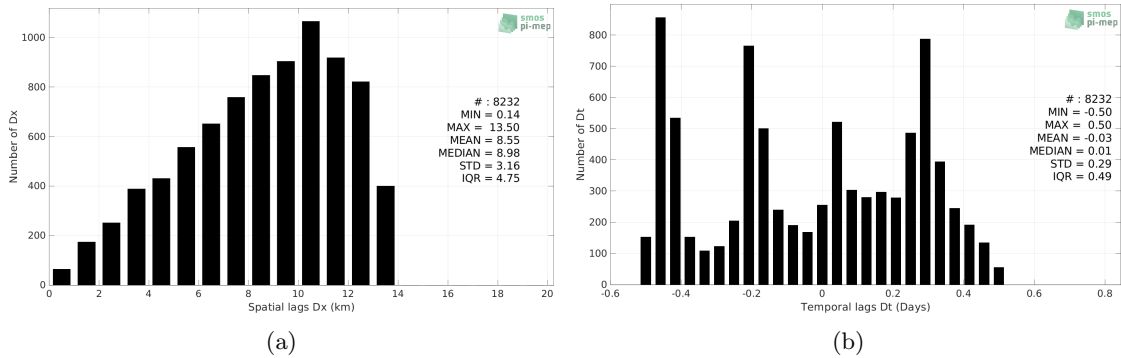 smos
pi-mep
1000
800
600
400
200
0
Number of Dx
# : 8232
MIN = 0.14
MAX = 13.50
MEAN = 8.55
MEDIAN = 8.98
STD = 3.16
IQR = 4.75
0 2 4 6 8 10 12 14 16 18 20
Spatial lags Dx (km)
(a)
smos
pi-mep
800
700
600
500
400
300
200
100
0
Number of Dt
# : 8232
MIN = -0.50
MAX = 0.50
MEAN = -0.03
MEDIAN = 0.01
STD = 0.29
IQR = 0.49
-0.6 -0.4 -0.2 0 0.2 0.4 0.6 0.8
Temporal lags Dt (Days)
(b)